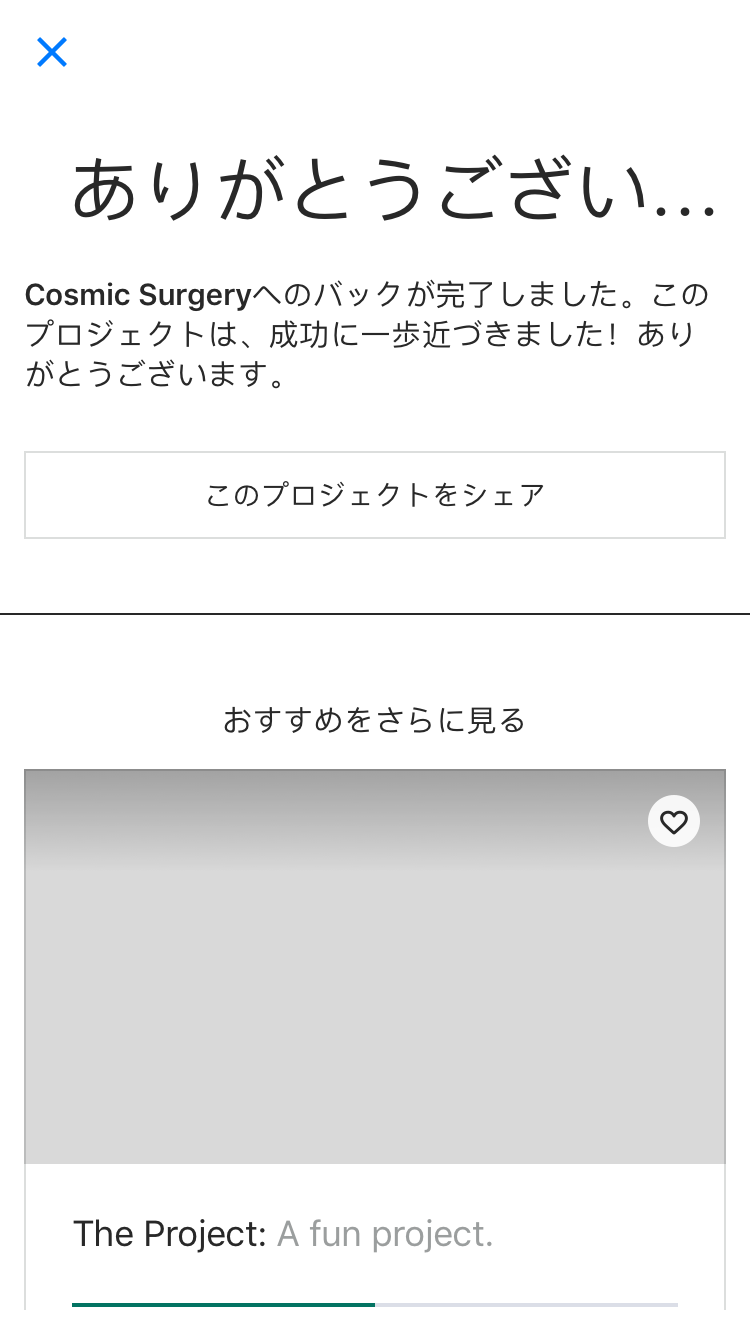 ありがとうござい...
Cosmic Surgeryへのバックが完了しました。この
プロジェクトは、成功に一歩近づきました！あり
がとうございます。
このプロジェクトをシェア
おすすめをさらに見る
The Project: A fun project.